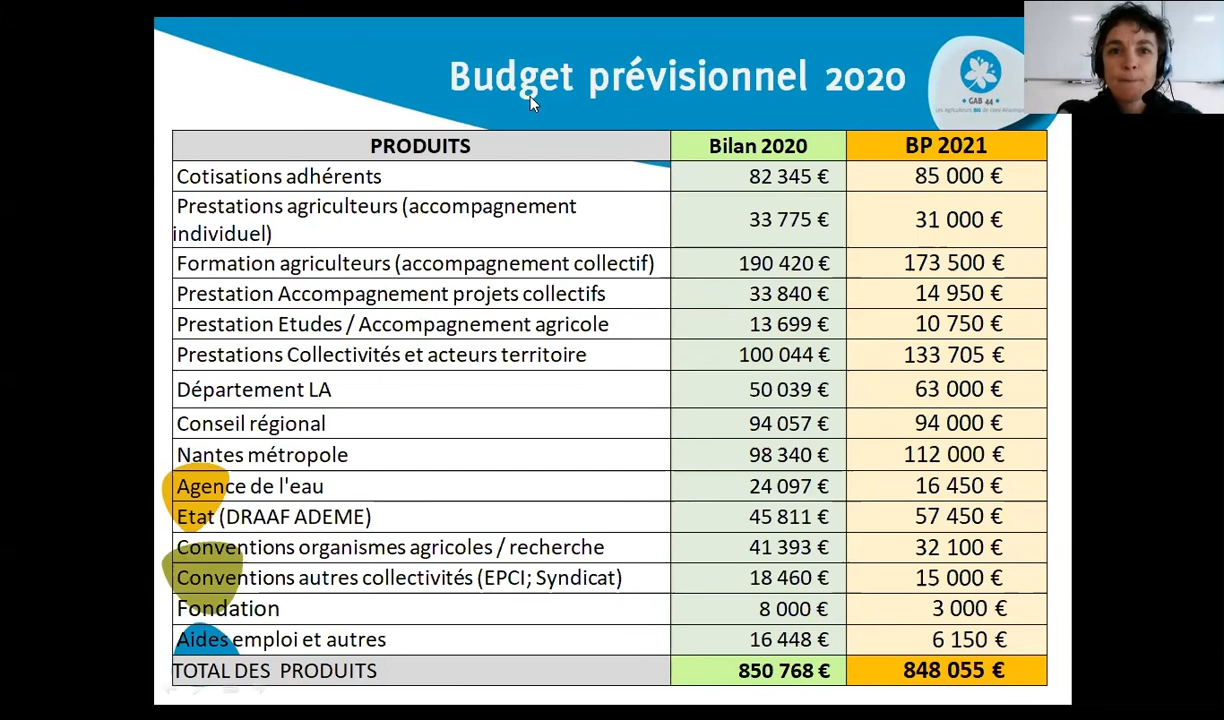 Budget prévisionnel 2020
GAB 44
Les Agriculteurs BIO de Loire Atlantique
PRODUITS Bilan 2020 BP 2021
Cotisations adhérents 82 345 € 85 000 €
Prestations agriculteurs (accompagnement
individuel) 33 775 € 31 000 €
Formation agriculteurs (accompagnement collectif) 190 420 € 173 500 €
Prestation Accompagnement projets collectifs 33 840 € 14 950 €
Prestation Etudes / Accompagnement agricole 13 699 € 10 750 €
Prestations Collectivités et acteurs territoire 100 044 € 133 705 €
Département LA 50 039 € 63 000 €
Conseil régional 94 057 € 94 000 €
Nantes métropole 98 340 € 112 000 €
Agence de l'eau 24 097 € 16 450 €
Etat (DRAAF ADEME) 45 811 € 57 450 €
Conventions organismes agricoles / recherche 41 393 € 32 100 €
Conventions autres collectivités (EPCI; Syndicat) 18 460 € 15 000 €
Fondation 8 000 € 3 000 €
Aides emploi et autres 16 448 € 6 150 €
TOTAL DES PRODUITS 850 768 € 848 055 €